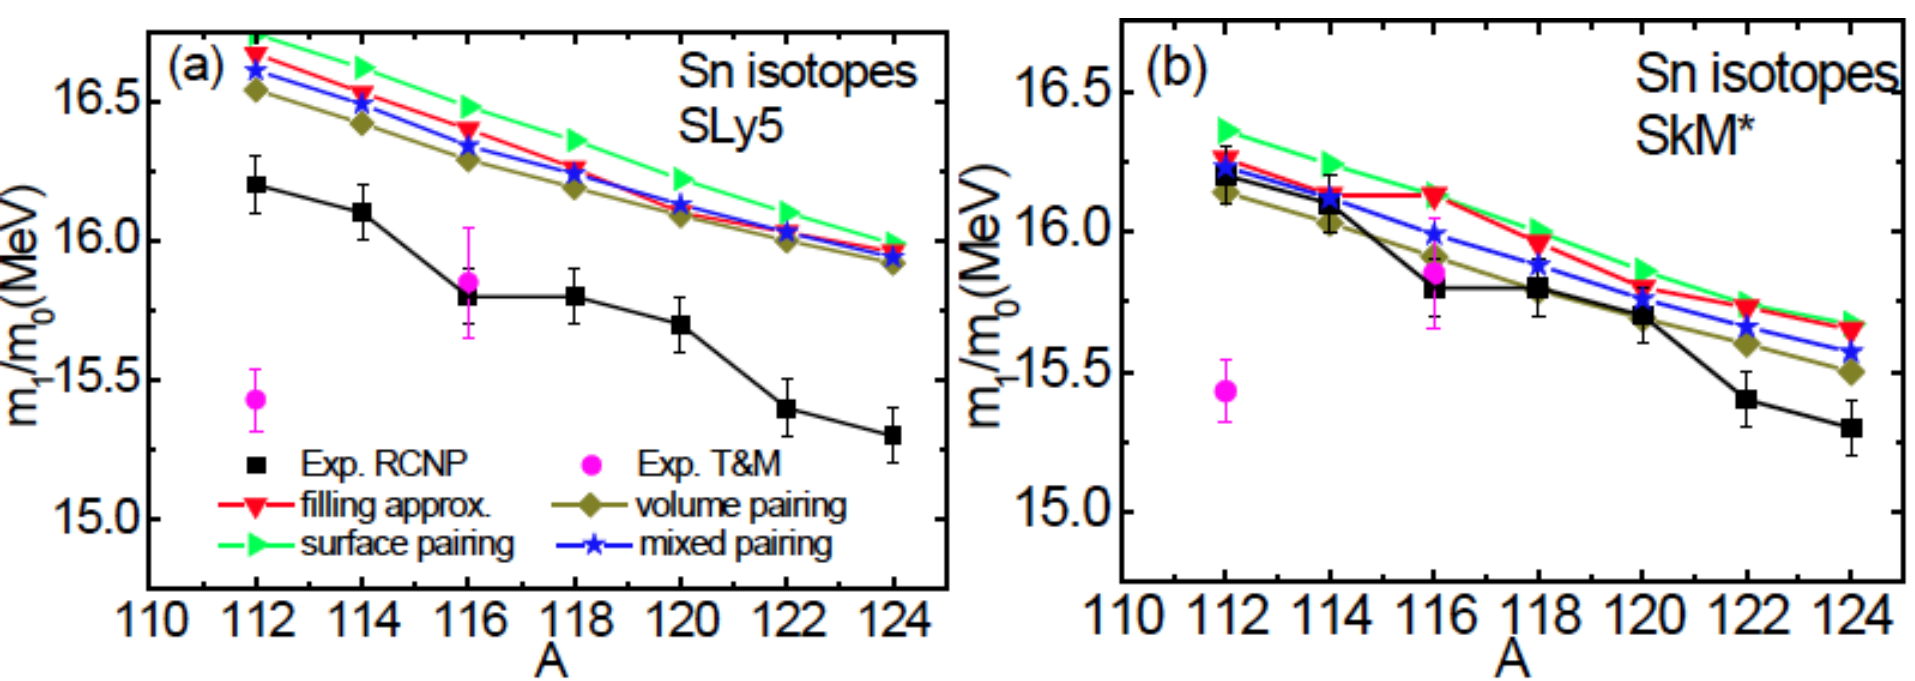 (a)
Sn isotopes
SLy5
16.5
16.0
15.5
15.0
m1/m0(MeV)
Exp. RCNP
Exp. T&M
filling approx.
volume pairing
surface pairing
mixed pairing
110 112 114 116 118 120 122 124
A
(b)
Sn isotopes
SkM*
16.5
16.0
15.5
15.0
m1/m0(MeV)
110 112 114 116 118 120 122 124
A